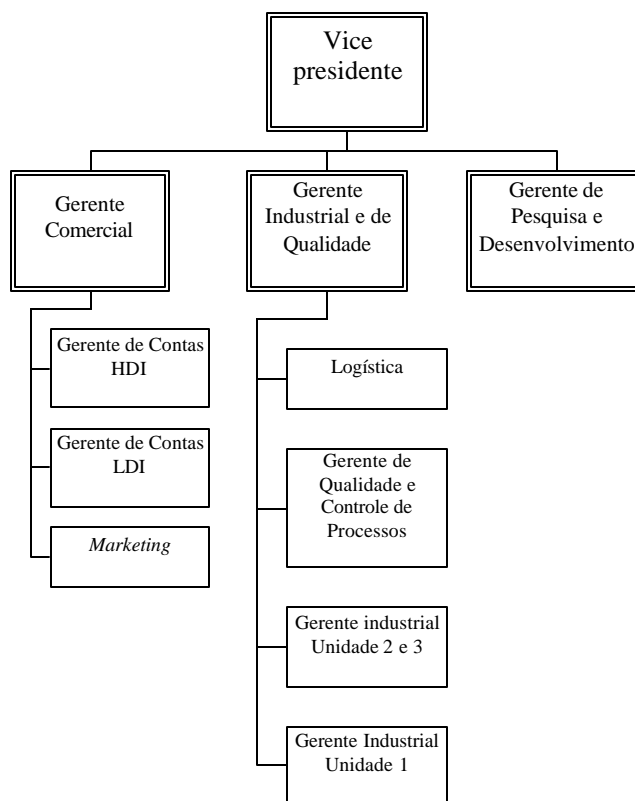 Vice
presidente
Gerente
Comercial
Gerente
Industrial e de
Qualidade
Gerente de
Pesquisa e
Desenvolvimento
Gerente de Contas
HDI
Gerente de Contas
LDI
Marketing
Logística
Gerente de
Qualidade e
Controle de
Processos
Gerente industrial
Unidade 2 e 3
Gerente Industrial
Unidade 1